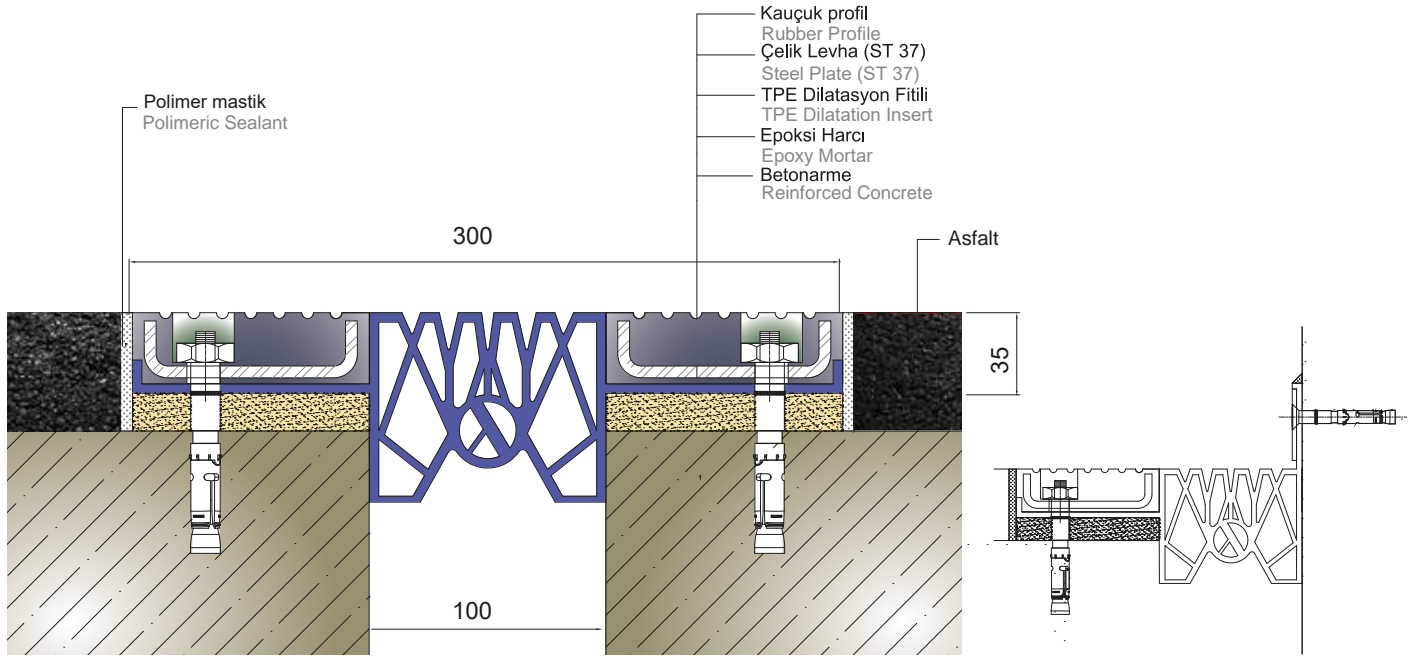 Kauçuk profil
Rubber Profile
Çelik Levha (ST 37)
Steel Plate (ST 37)
TPE Dilatasyon Fitili
TPE Dilatation Insert
Epoksi Harcı
Epoxy Mortar
Betonarme
Reinforced Concrete
Polimer mastik
Polimeric Sealant
300
Asfalt
35
100